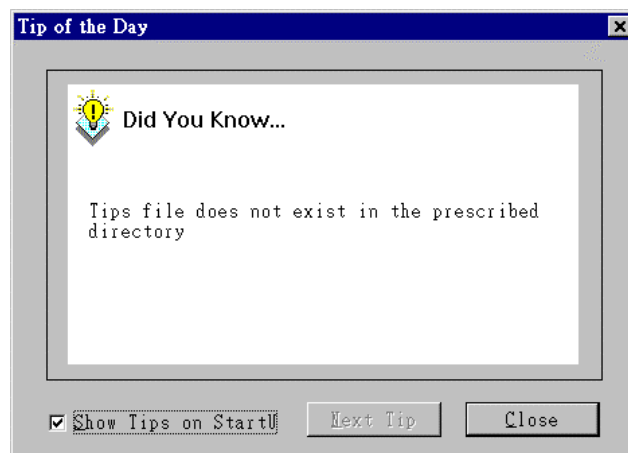 Tip of the Day
Did You Know...
Tips file does not exist in the prescribed
directory
Show Tips on StartU
Next Tip
Close